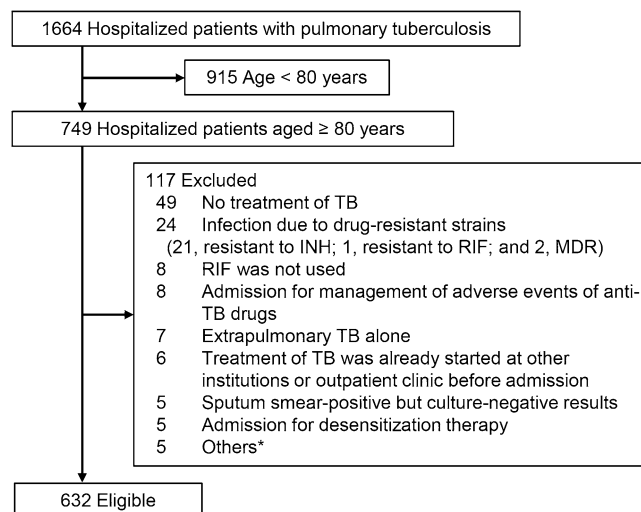 1664 Hospitalized patients with pulmonary tuberculosis
915 Age < 80 years
749 Hospitalized patients aged ≥ 80 years
117 Excluded
49 No treatment of TB
24 Infection due to drug-resistant strains
(21, resistant to INH; 1, resistant to RIF; and 2, MDR)
8 RIF was not used
8 Admission for management of adverse events of anti-
TB drugs
7 Extrapulmonary TB alone
6 Treatment of TB was already started at other
institutions or outpatient clinic before admission
5 Sputum smear-positive but culture-negative results
5 Admission for desensitization therapy
5 Others*
632 Eligible